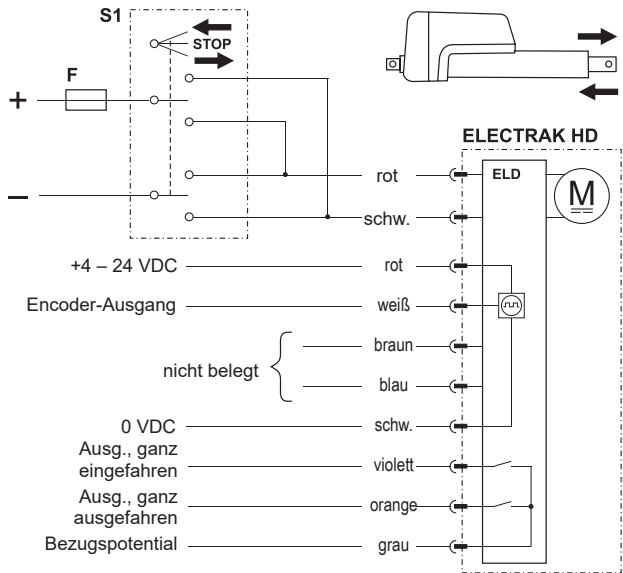 S1
STOP
F
+
–
ELECTRAK HD
ELD
M
rot
schw.
+4 – 24 VDC
rot
Encoder-Ausgang
weiß
nicht belegt
braun
blau
0 VDC
schw.
Ausg., ganz
eingefahren
violett
Ausg., ganz
ausgefahren
orange
Bezugspotential
grau